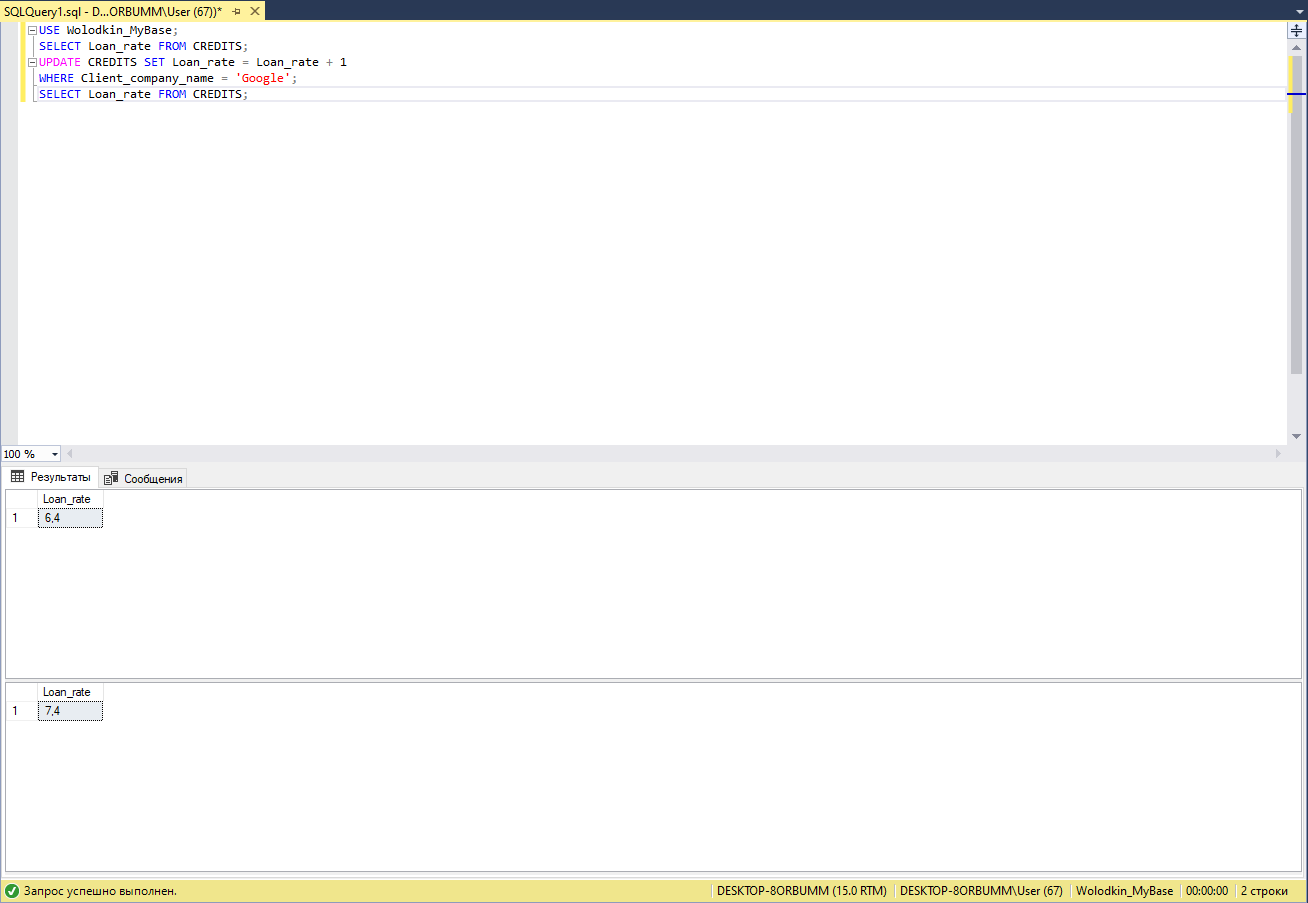 SQLQuery1.sql - D...ORBUMM\User (67))*
USE Wolodkin_MyBase;
SELECT Loan_rate FROM CREDITS;
UPDATE CREDITS SET Loan_rate = Loan_rate + 1
WHERE Client_company_name = 'Google';
SELECT Loan_rate FROM CREDITS;
100 %
Результаты Сообщения
Loan_rate
1 6,4
Loan_rate
1 7,4
Запрос успешно выполнен. DESKTOP-8ORBUMM (15.0 RTM) DESKTOP-8ORBUMM\User (67) Wolodkin_MyBase 00:00:00 2 строки